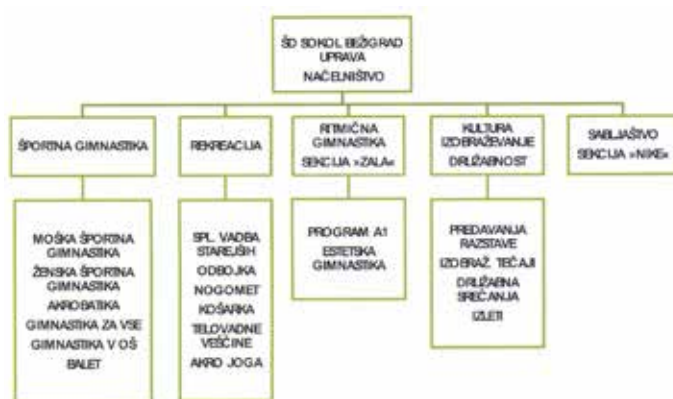 ŠD SOKOL BEŽIGRAD
UPRAVA
NAČELNIŠTVO
ŠPORTNA GIMNASTIKA
REKREACIJA
RITMIČNA
GIMNASTIKA
SEKCIJA »ZALA«
KULTURA
IZOBRAŽEVANJE
DRUŽABNOST
SABLJAŠTVO
SEKCIJA »NIKE«
MOŠKA ŠPORTNA
GIMNASTIKA
ŽENSKA ŠPORTNA
GIMNASTIKA
AKROBATIKA
GIMNASTIKA ZA VSE
GIMNASTIKA V OŠ
BALET
SPL. VADBA
STAREJŠIH
ODBOJKA
NOGOMET
KOŠARKA
TELOVADNE
VEŠČINE
AKRO JOGA
PROGRAM A1
ESTETSKA
GIMNASTIKA
PREDAVANJA
RAZSTAVE
IZOBRAŽ. TEČAJI
DRUŽABNA
SREČANJA
IZLETI